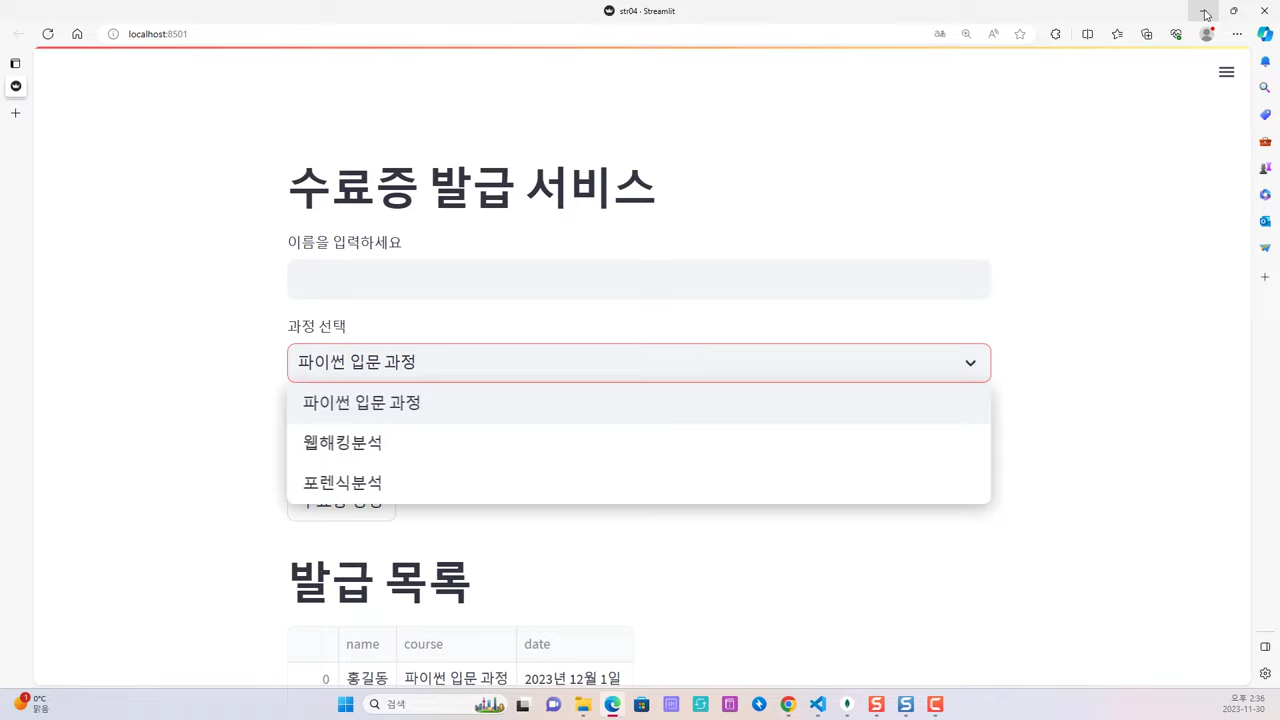 str04 - Streamlit
localhost:8501
수료증 발급 서비스
이름을 입력하세요
과정 선택
파이썬 입문 과정
파이썬 입문 과정
웹해킹분석
포렌식분석
발급 목록
name course date
0 홍길동 파이썬 입문 과정 2023년 12월 1일
1 0°C
맑음
검색
오후 2:36
2023-11-30